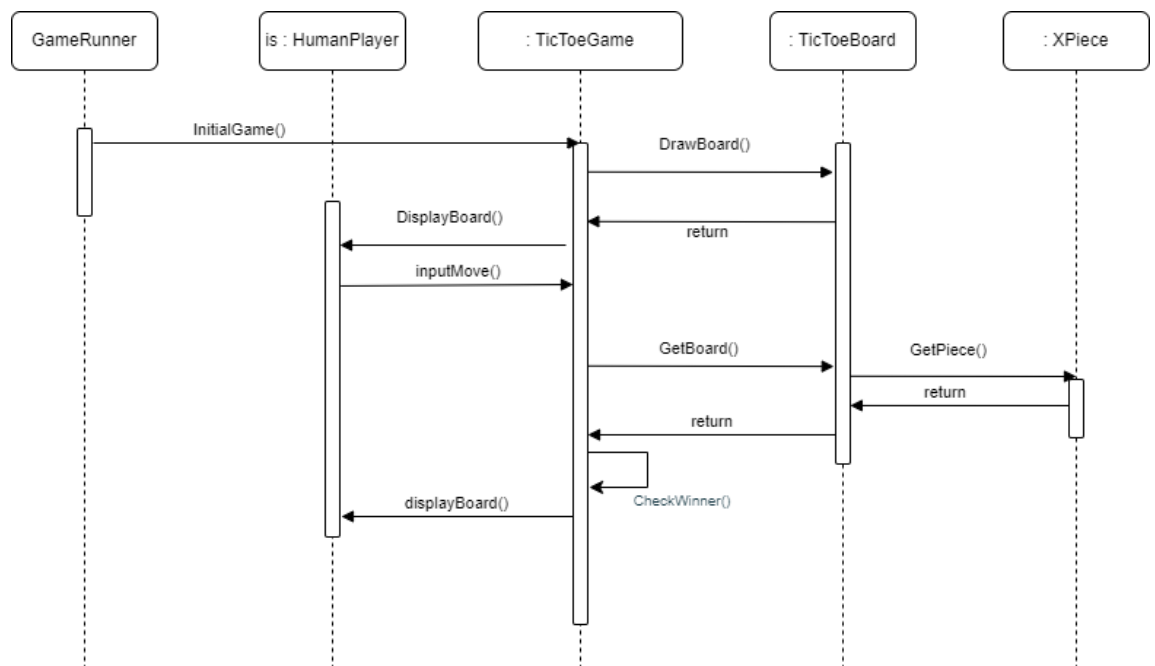 GameRunner
is : HumanPlayer
: TicToeGame
: TicToeBoard
: XPiece
InitialGame()
DrawBoard()
DisplayBoard()
return
inputMove()
GetBoard()
GetPiece()
return
return
CheckWinner()
displayBoard()